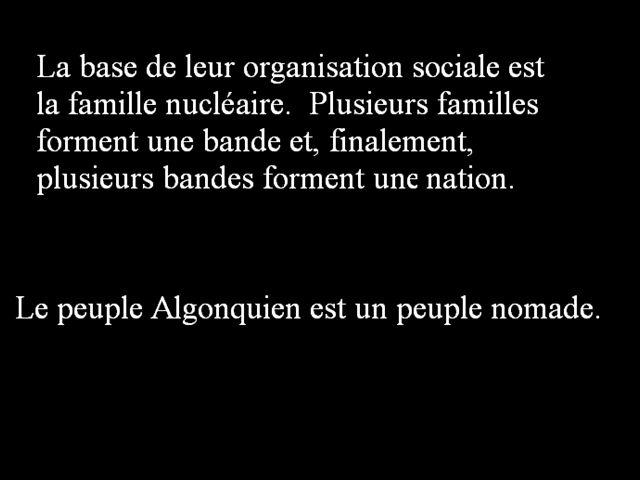 La base de leur organisation sociale est
la famille nucléaire.  Plusieurs familles
forment une bande et, finalement,
plusieurs bandes forment une nation.
Le peuple Algonquien est un peuple nomade.